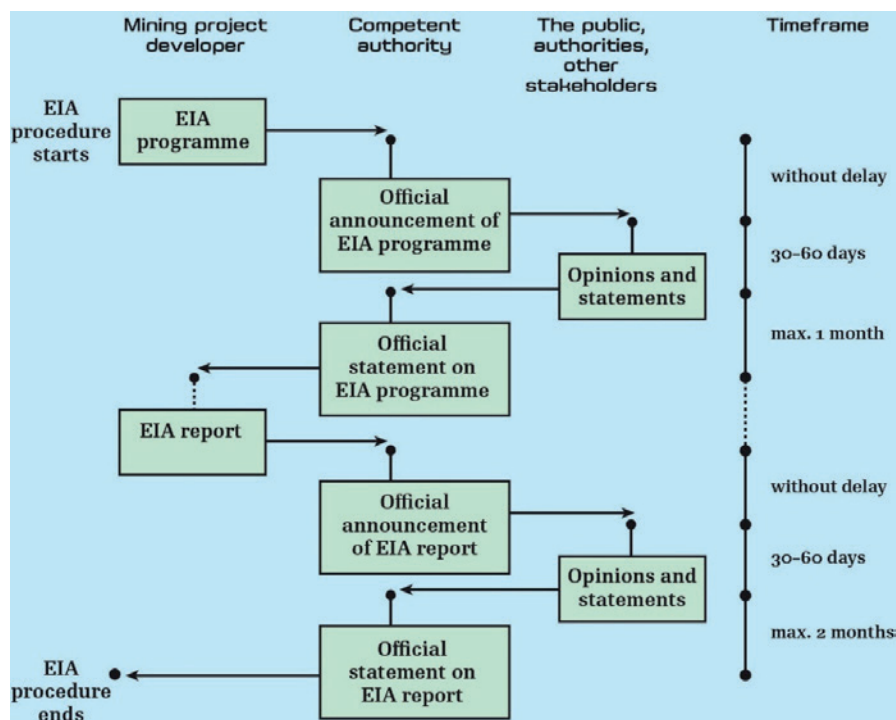 Mining project
developer
Competent
authority
The public,
authorities,
other
stakeholders
Timeframe
EIA
procedure
starts
EIA
programme
without delay
Official
announcement of
EIA programme
30–60 days
Opinions and
statements
max. 1 month
Official
statement on
EIA programme
EIA report
without delay
Official
announcement
of EIA report
30–60 days
Opinions and
statements
max. 2 months
Official
statement on
EIA report
EIA
procedure
ends